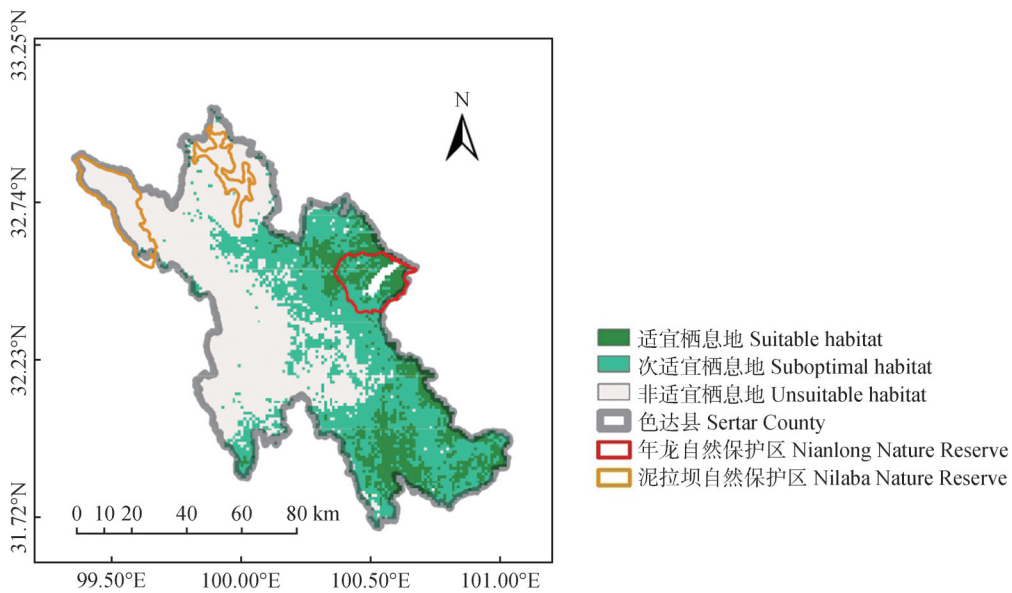 33.25°N
32.74°N
32.23°N
31.72°N
N
0 10 20 40 60 80 km
99.50°E 100.00°E 100.50°E 101.00°E
适宜栖息地 Suitable habitat
次适宜栖息地 Suboptimal habitat
非适宜栖息地 Unsuitable habitat
色达县 Sertar County
年龙自然保护区 Nianlong Nature Reserve
泥拉坝自然保护区 Nilaba Nature Reserve